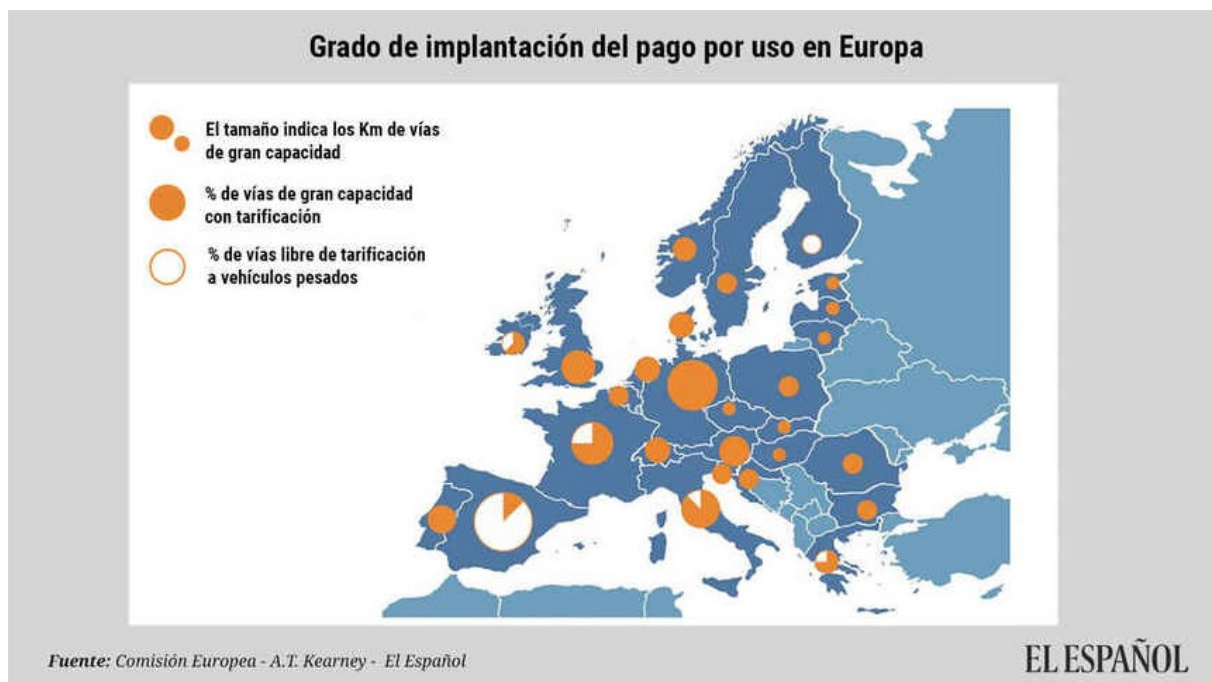 Grado de implantación del pago por uso en Europa
El tamaño indica los Km de vías
de gran capacidad
% de vías de gran capacidad
con tarificación
% de vías libre de tarificación
a vehículos pesados
Fuente: Comisión Europea - A.T. Kearney - El Español
EL ESPAÑOL